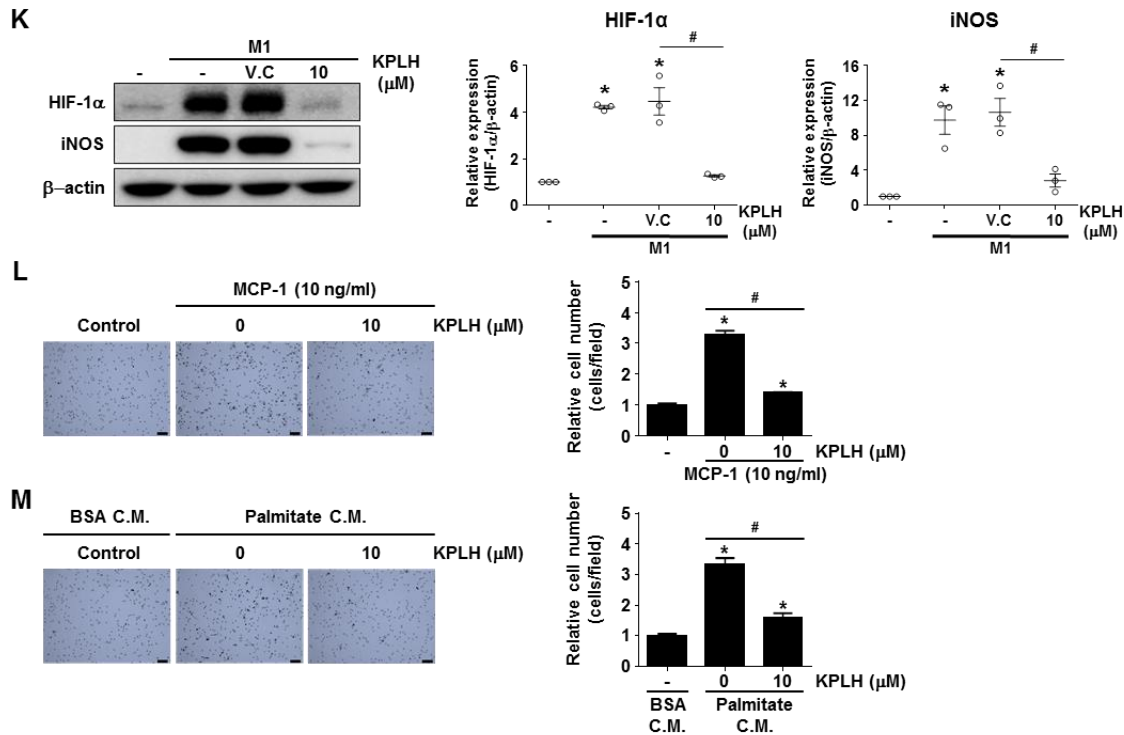 K
M1
- - V.C 10 KPLH
(μM)
HIF-1α
iNOS
β-actin
HIF-1α
#
Relative expression
(HIF-1α/β-actin)
6
4
2
0
* *
- - V.C 10 KPLH
(μM)
M1
iNOS
#
Relative expression
(iNOS/β-actin)
16
12
8
4
0
* *
- - V.C 10 KPLH
(μM)
M1
L
MCP-1 (10 ng/ml)
Control 0 10 KPLH (μM)
Relative cell number
(cells/field)
5
4
3
2
1
0
#
* *
- 0 10 KPLH (μM)
MCP-1 (10 ng/ml)
M
BSA C.M. Palmitate C.M.
Control 0 10 KPLH (μM)
Relative cell number
(cells/field)
5
4
3
2
1
0
#
* *
- 0 10 KPLH (μM)
BSA Palmitate
C.M. C.M.